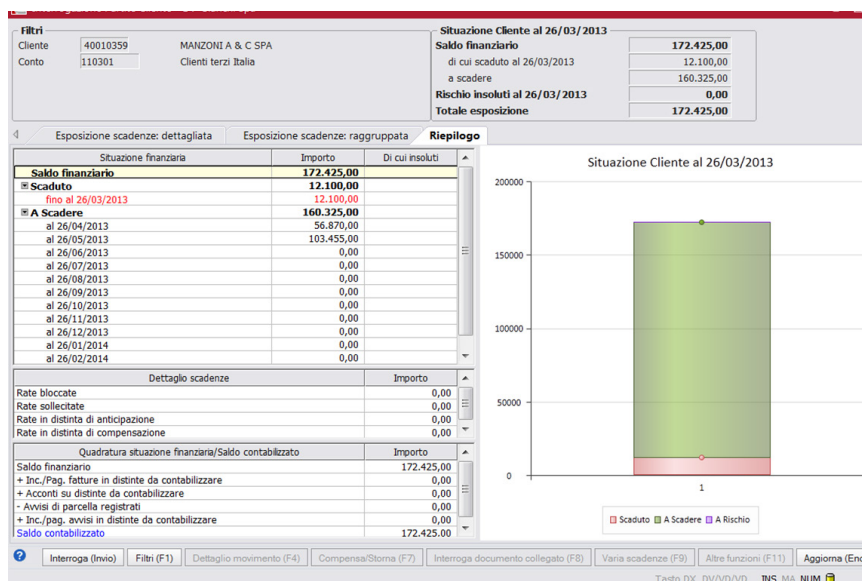 Filtri
Cliente 40010359 MANZONI A & C SPA
Conto 110301 Clienti terzi Italia
Situazione Cliente al 26/03/2013
Saldo finanziario 172.425,00
di cui scaduto al 26/03/2013 12.100,00
a scadere 160.325,00
Rischio insoluti al 26/03/2013 0,00
Totale esposizione 172.425,00
Esposizione scadenze: dettagliata Esposizione scadenze: raggruppata Riepilogo
Situazione finanziaria Importo Di cui insoluti
Saldo finanziario 172.425,00
Scaduto 12.100,00
fino al 26/03/2013 12.100,00
A Scadere 160.325,00
al 26/04/2013 56.870,00
al 26/05/2013 103.455,00
al 26/06/2013 0,00
al 26/07/2013 0,00
al 26/08/2013 0,00
al 26/09/2013 0,00
al 26/10/2013 0,00
al 26/11/2013 0,00
al 26/12/2013 0,00
al 26/01/2014 0,00
al 26/02/2014 0,00
Dettaglio scadenze Importo
Rate bloccate 0,00
Rate sollecitate 0,00
Rate in distinta di anticipazione 0,00
Rate in distinta di compensazione 0,00
Quadratura situazione finanziaria/Saldo contabilizzato Importo
Saldo finanziario 172.425,00
+ Inc./Pag. fatture in distinte da contabilizzare 0,00
+ Acconti su distinte da contabilizzare 0,00
- Avvisi di parcella registrati 0,00
+ Inc./pag. avvisi in distinte da contabilizzare 0,00
Saldo contabilizzato 172.425,00
Situazione Cliente al 26/03/2013
200000
150000
100000
50000
0
1
Scaduto A Scadere A Rischio
Interroga (Invio) Filtri (F1) Dettaglio movimento (F4) Compensa/Storna (F7) Interroga documento collegato (F8) Varia scadenze (F9) Altre funzioni (F11) Aggiorna (End
Tasto DX DV/VD/VD INS MA NUM